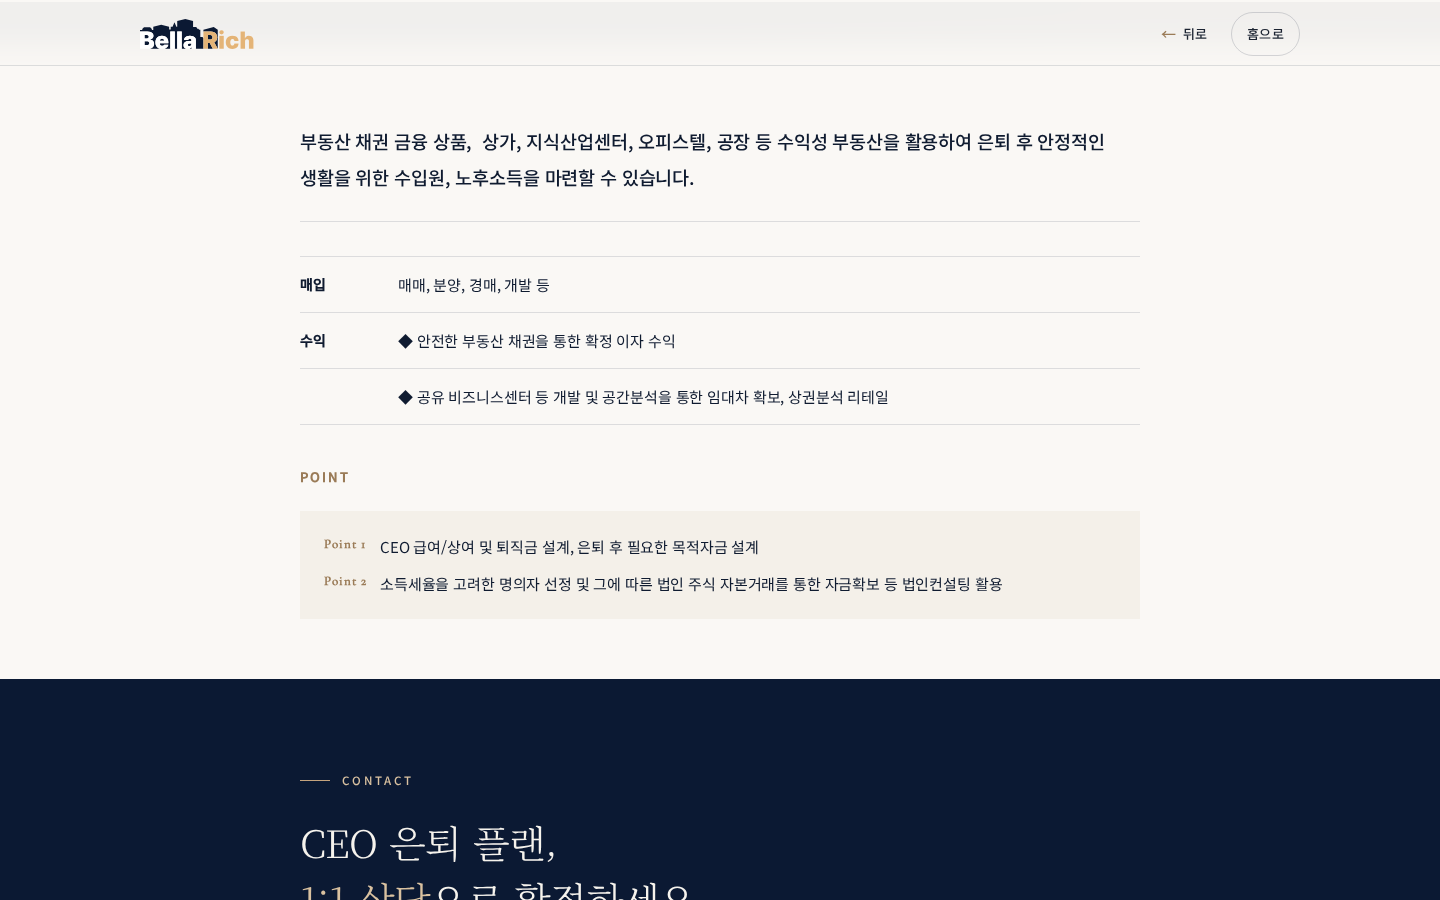 Bella Rich
← 뒤로
홈으로
부동산 채권 금융 상품,  상가, 지식산업센터, 오피스텔, 공장 등 수익성 부동산을 활용하여 은퇴 후 안정적인
생활을 위한 수입원, 노후소득을 마련할 수 있습니다.
매입 매매, 분양, 경매, 개발 등
수익 ◆ 안전한 부동산 채권을 통한 확정 이자 수익
◆ 공유 비즈니스센터 등 개발 및 공간분석을 통한 임대차 확보, 상권분석 리테일
POINT
Point 1 CEO 급여/상여 및 퇴직금 설계, 은퇴 후 필요한 목적자금 설계
Point 2 소득세율을 고려한 명의자 선정 및 그에 따른 법인 주식 자본거래를 통한 자금확보 등 법인컨설팅 활용
CONTACT
CEO 은퇴 플랜,
1:1 상담으로